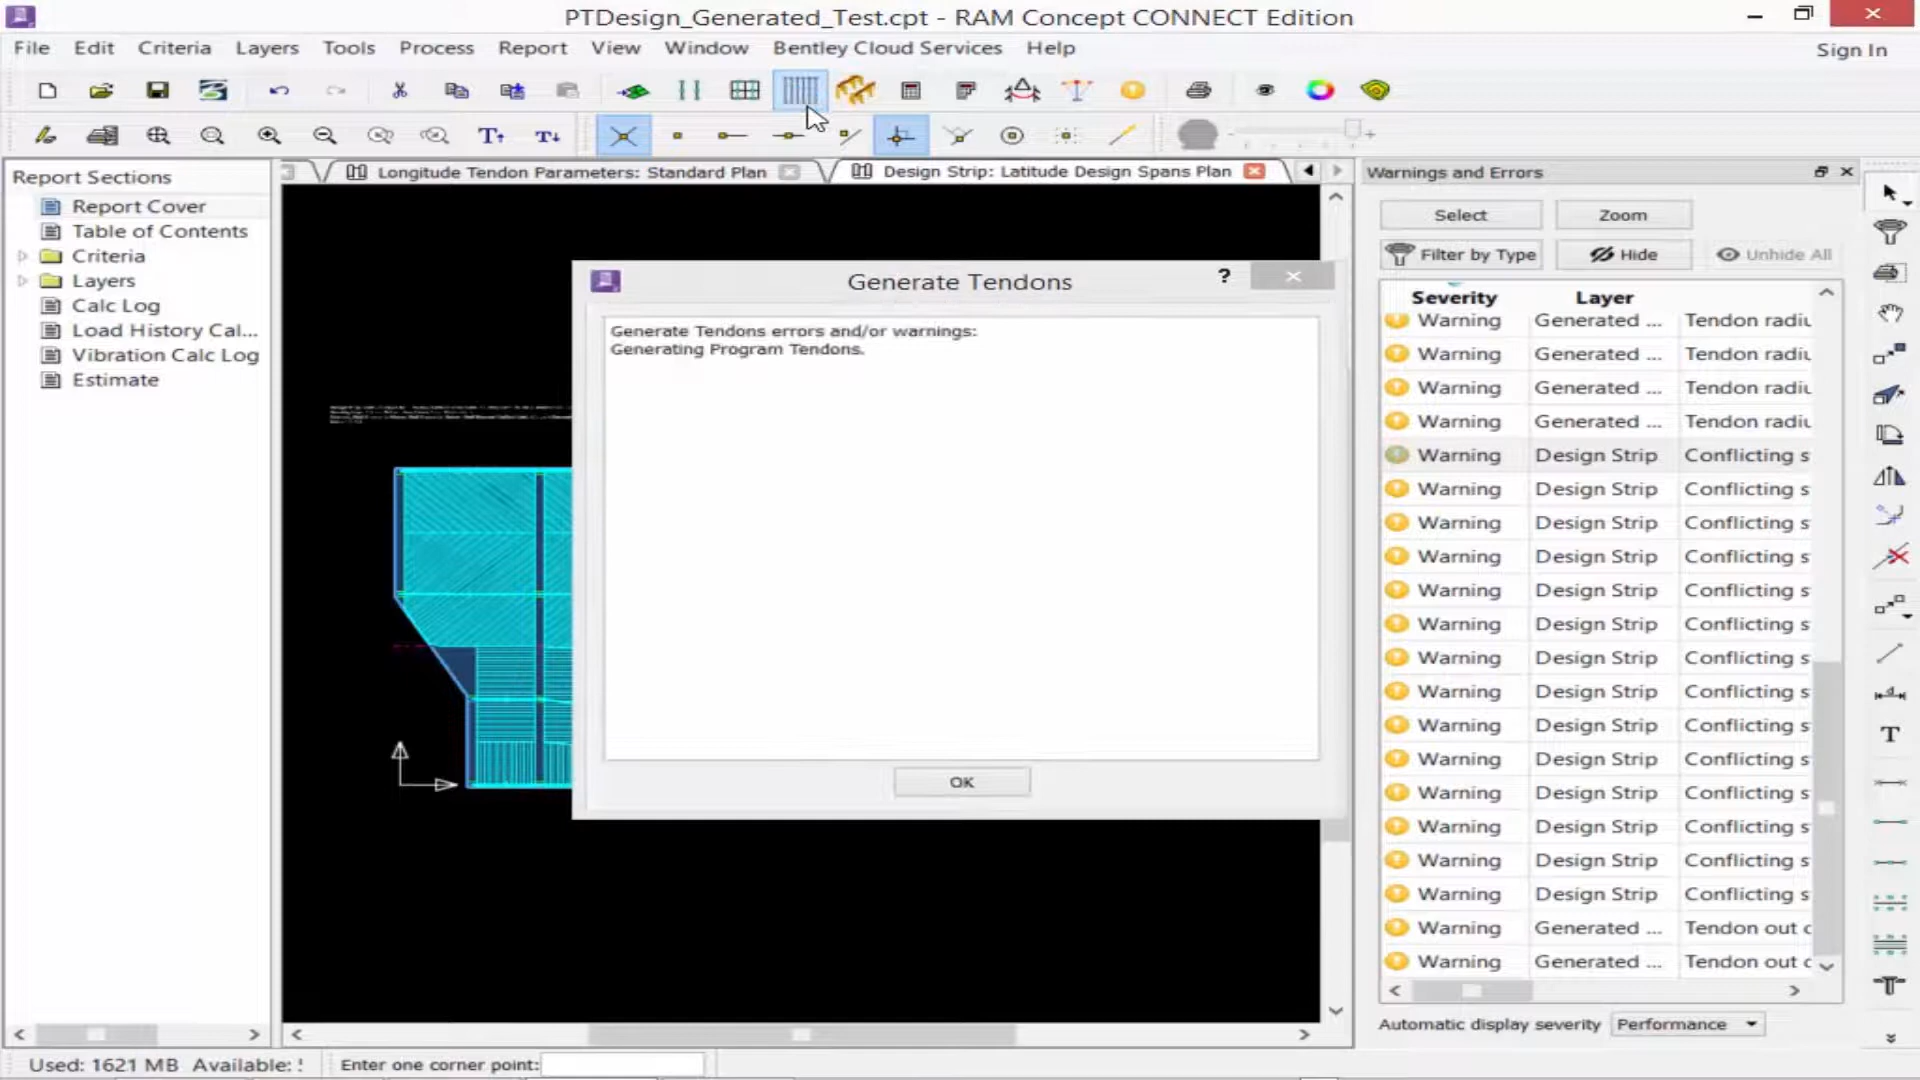 PTDesign_Generated_Test.cpt - RAM Concept CONNECT Edition
File Edit Criteria Layers Tools Process Report View Window Bentley Cloud Services Help Sign In
Report Sections
Report Cover
Table of Contents
Criteria
Layers
Calc Log
Load History Cal...
Vibration Calc Log
Estimate
Longitude Tendon Parameters: Standard Plan
Design Strip: Latitude Design Spans Plan
Generate Tendons
?
Generate Tendons errors and/or warnings:
Generating Program Tendons.
OK
Warnings and Errors
Select Zoom
Filter by Type Hide Unhide All
Severity Layer
Warning Generated ... Tendon radiu
Warning Generated ... Tendon radiu
Warning Generated ... Tendon radiu
Warning Generated ... Tendon radiu
Warning Design Strip Conflicting s
Warning Design Strip Conflicting s
Warning Design Strip Conflicting s
Warning Design Strip Conflicting s
Warning Design Strip Conflicting s
Warning Design Strip Conflicting s
Warning Design Strip Conflicting s
Warning Design Strip Conflicting s
Warning Design Strip Conflicting s
Warning Design Strip Conflicting s
Warning Design Strip Conflicting s
Warning Design Strip Conflicting s
Warning Design Strip Conflicting s
Warning Design Strip Conflicting s
Warning Generated ... Tendon out o
Warning Generated ... Tendon out o
Automatic display severity Performance
Used: 1621 MB Available: !
Enter one corner point: